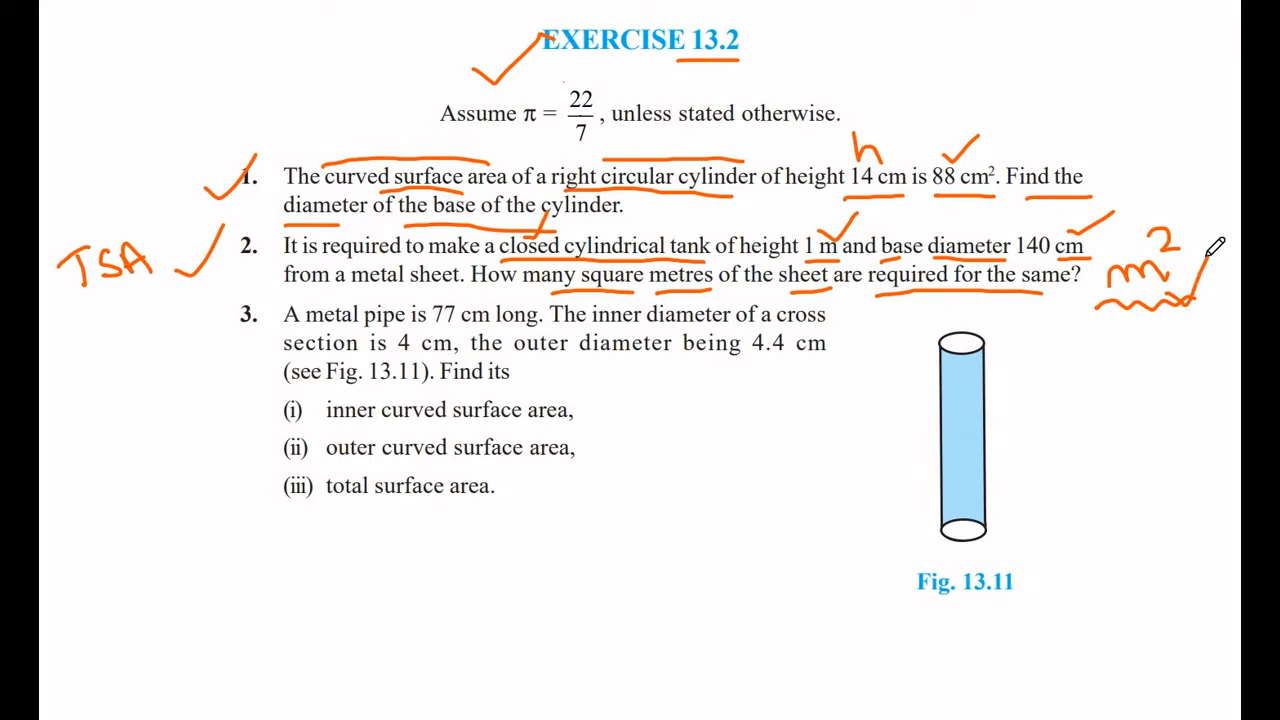 EXERCISE 13.2
Assume π = 22/7, unless stated otherwise.
h
1. The curved surface area of a right circular cylinder of height 14 cm is 88 cm². Find the
diameter of the base of the cylinder.
TSA
2. It is required to make a closed cylindrical tank of height 1 m and base diameter 140 cm
from a metal sheet. How many square metres of the sheet are required for the same?
m²
3. A metal pipe is 77 cm long. The inner diameter of a cross
section is 4 cm, the outer diameter being 4.4 cm
(see Fig. 13.11). Find its
(i) inner curved surface area,
(ii) outer curved surface area,
(iii) total surface area.
Fig. 13.11